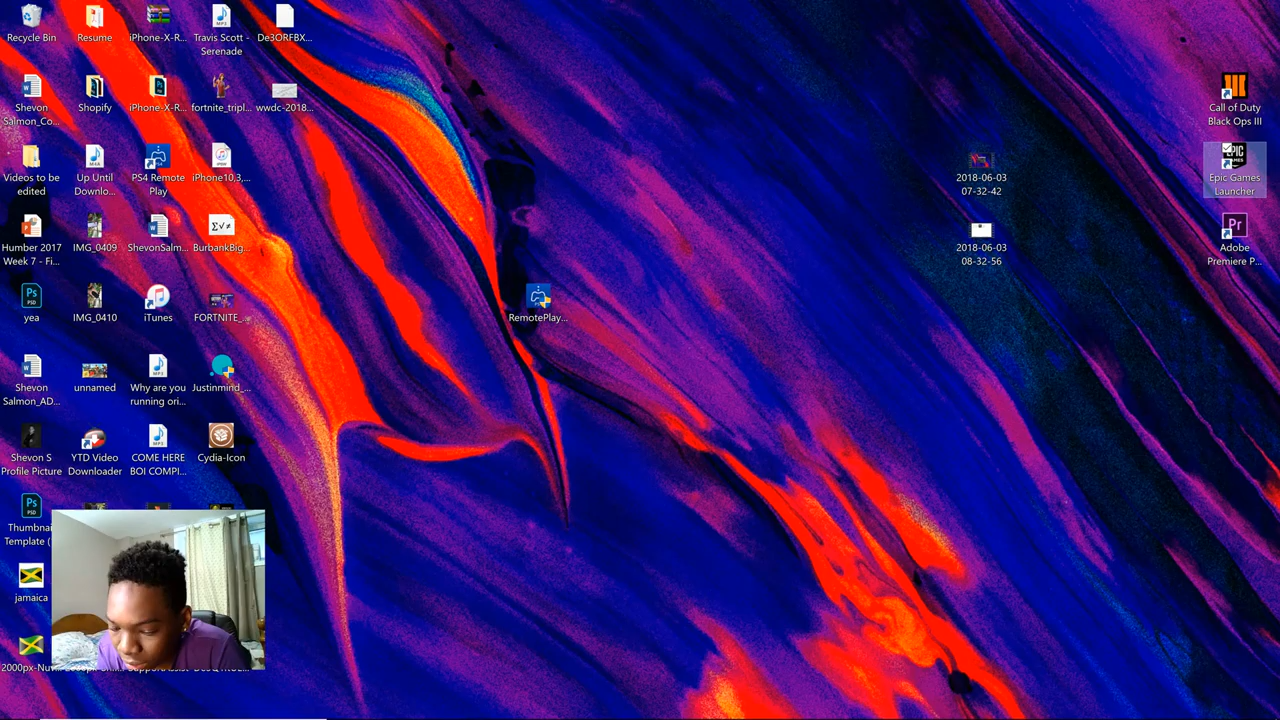 Recycle Bin
Resume
iPhone-X-R...
Travis Scott -
Serenade
De3ORFBX...
Shevon
Salmon_Co...
Shopify
iPhone-X-R...
fortnite_tripl...
wwdc-2018...
Videos to be
edited
Up Until
Downlo...
PS4 Remote
Play
iPhone10,3,...
Humber 2017
Week 7 - Fi...
IMG_0409
ShevonSalm...
BurbankBig...
yea
IMG_0410
iTunes
FORTNITE_...
Shevon
Salmon_AD...
unnamed
Why are you
running ori...
Justinmind_...
Shevon S
Profile Picture
YTD Video
Downloader
COME HERE
BOI COMPI...
Cydia-Icon
Thumbnai
Template (
jamaica
RemotePlay...
2018-06-03
07-32-42
2018-06-03
08-32-56
Call of Duty
Black Ops III
Epic Games
Launcher
Adobe
Premiere P...